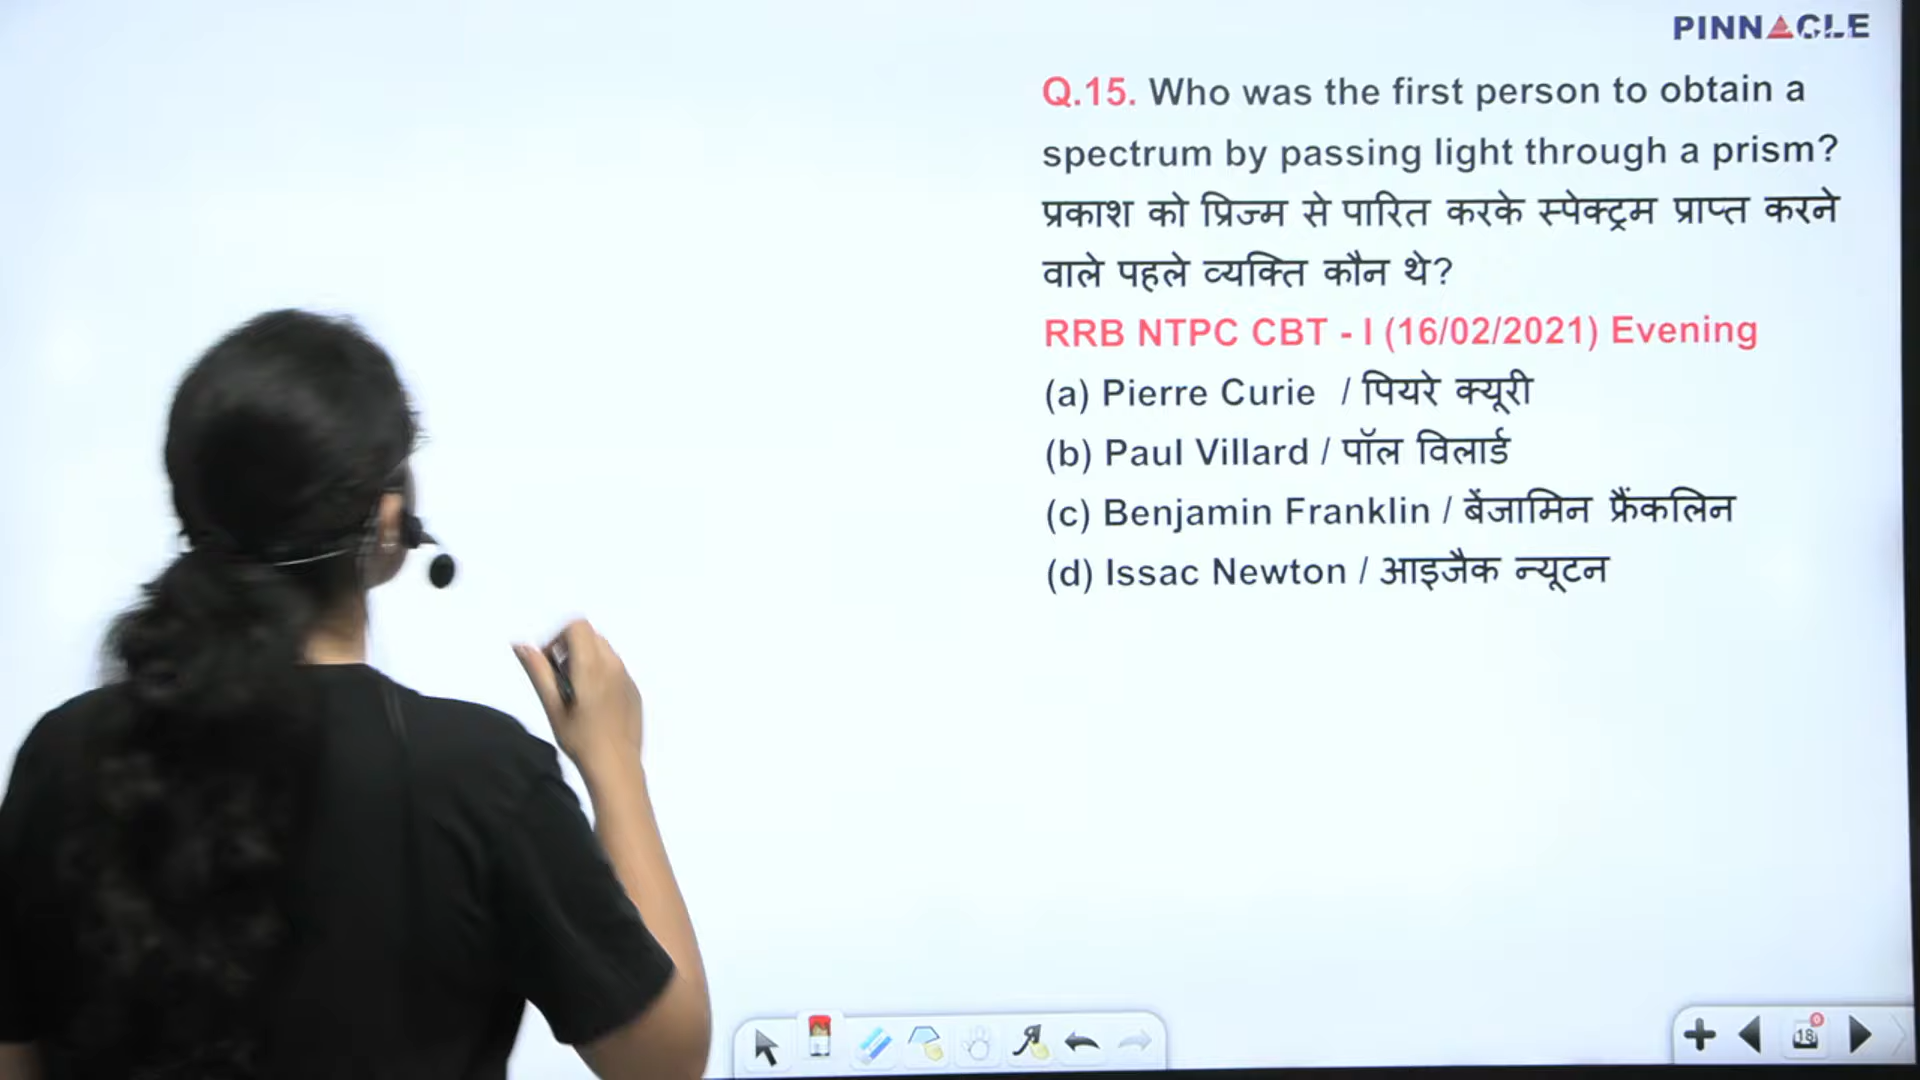 PINNACLE
Q.15. Who was the first person to obtain a
spectrum by passing light through a prism?
प्रकाश को प्रिज्म से पारित करके स्पेक्ट्रम प्राप्त करने
वाले पहले व्यक्ति कौन थे?
RRB NTPC CBT - I (16/02/2021) Evening
(a) Pierre Curie / पियरे क्यूरी
(b) Paul Villard / पॉल विलार्ड
(c) Benjamin Franklin / बेंजामिन फ्रैंकलिन
(d) Issac Newton / आइजैक न्यूटन
18
0